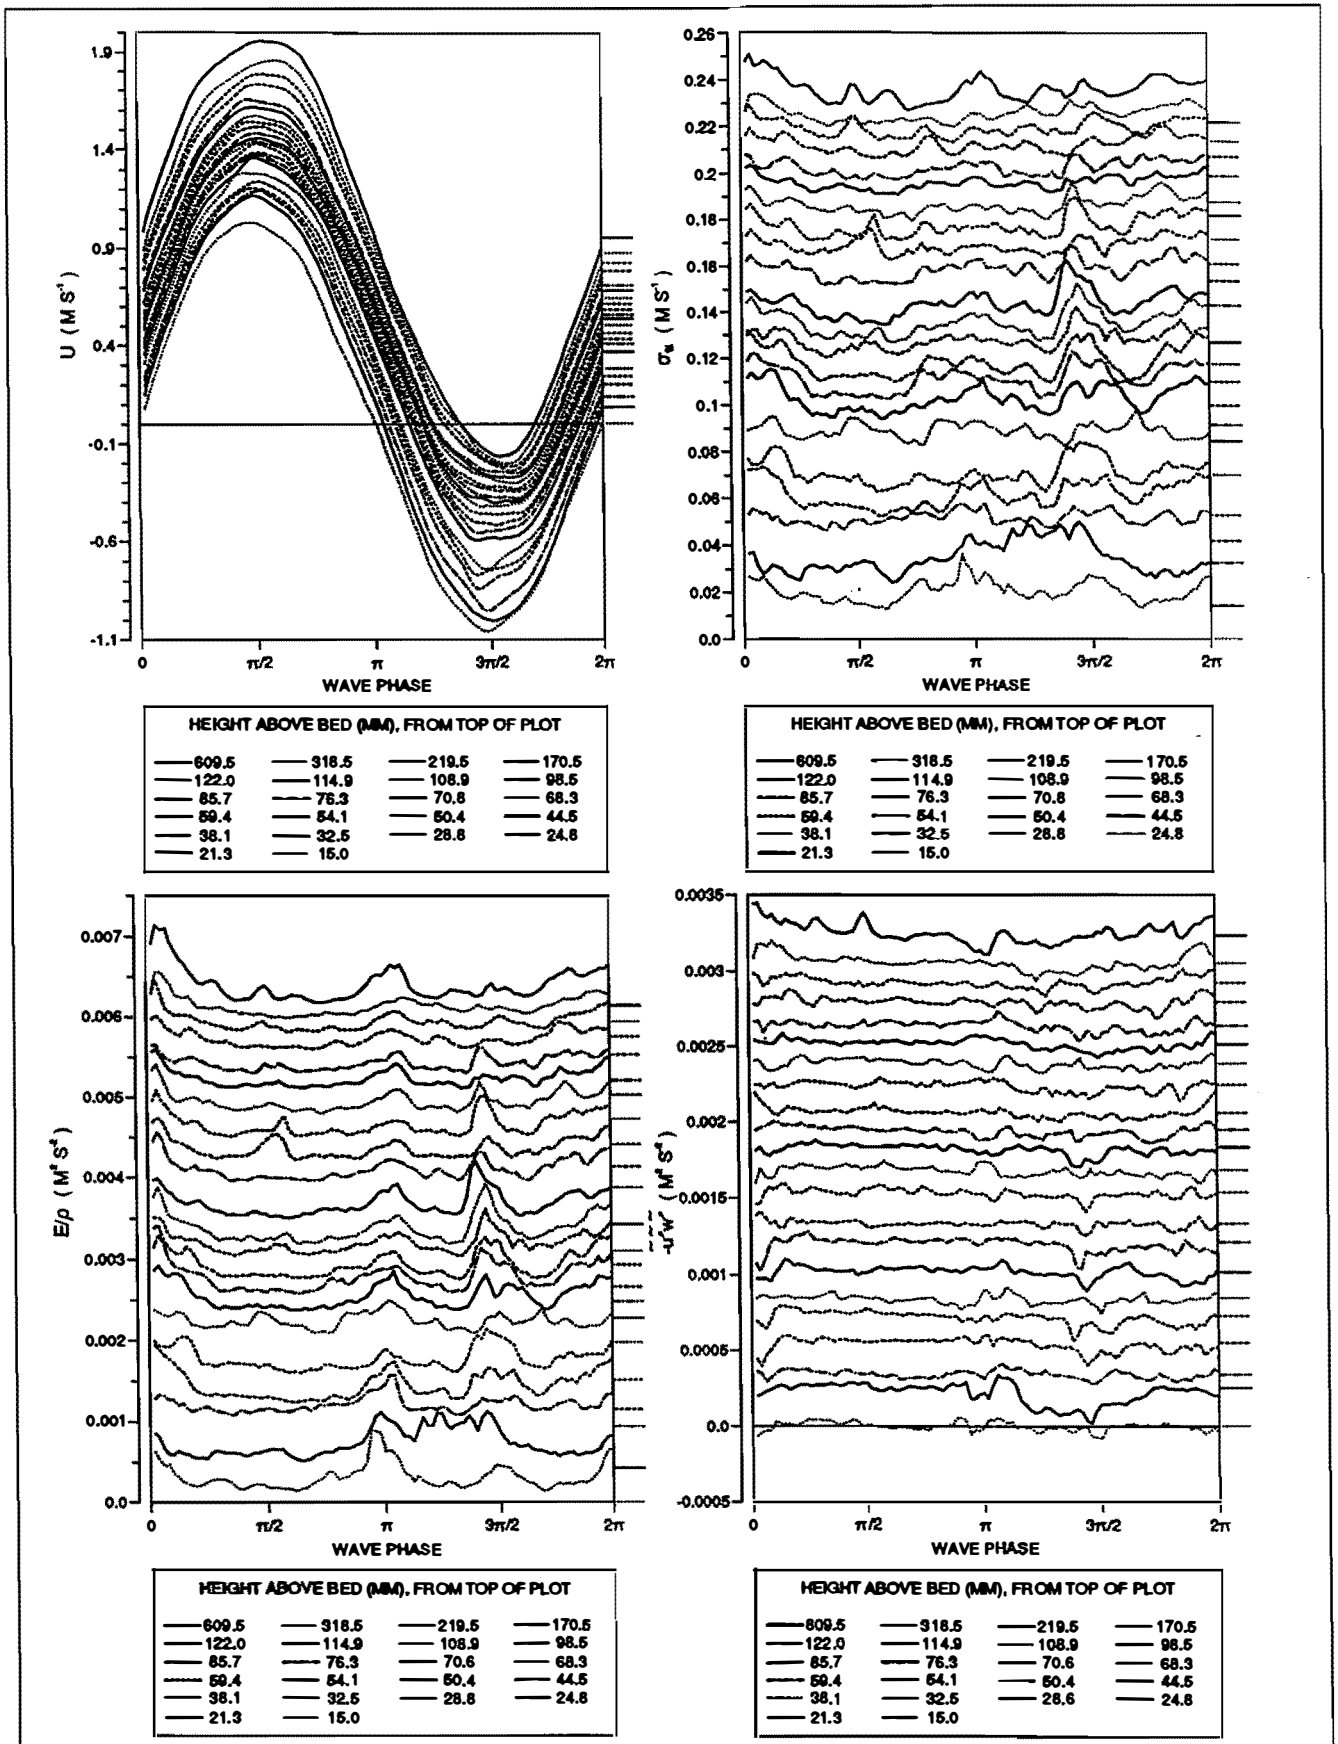 1.9
1.4
0.9
0.4
-0.1
-0.6
-1.1
U (M S⁻¹)
0 π/2 π 3π/2 2π
WAVE PHASE
HEIGHT ABOVE BED (MM), FROM TOP OF PLOT
609.5 318.5 219.5 170.5
122.0 114.9 108.9 98.5
85.7 76.3 70.6 68.3
59.4 54.1 50.4 44.5
38.1 32.5 28.8 24.8
21.3 15.0
0.26
0.24
0.22
0.2
0.18
0.16
0.14
0.12
0.1
0.08
0.06
0.04
0.02
0.0
(M S⁻¹)
0 π/2 π 3π/2 2π
WAVE PHASE
HEIGHT ABOVE BED (MM), FROM TOP OF PLOT
609.5 318.5 219.5 170.5
122.0 114.9 108.9 98.5
85.7 76.3 70.8 68.3
59.4 54.1 50.4 44.5
38.1 32.5 28.8 24.8
21.3 15.0
0.007
0.006
0.005
0.004
0.003
0.002
0.001
0.0
E/ρ (M² S⁻²)
0 π/2 π 3π/2 2π
WAVE PHASE
HEIGHT ABOVE BED (MM), FROM TOP OF PLOT
609.5 318.5 219.5 170.5
122.0 114.9 108.9 98.5
85.7 76.3 70.6 68.3
59.4 54.1 50.4 44.5
38.1 32.5 28.8 24.8
21.3 15.0
0.0035
0.003
0.0025
0.002
0.0015
0.001
0.0005
0.0
-0.0005
(M² S⁻²)
0 π/2 π 3π/2 2π
WAVE PHASE
HEIGHT ABOVE BED (MM), FROM TOP OF PLOT
609.5 318.5 219.5 170.5
122.0 114.9 108.9 98.5
85.7 76.3 70.6 68.3
59.4 54.1 50.4 44.5
38.1 32.5 28.6 24.8
21.3 15.0